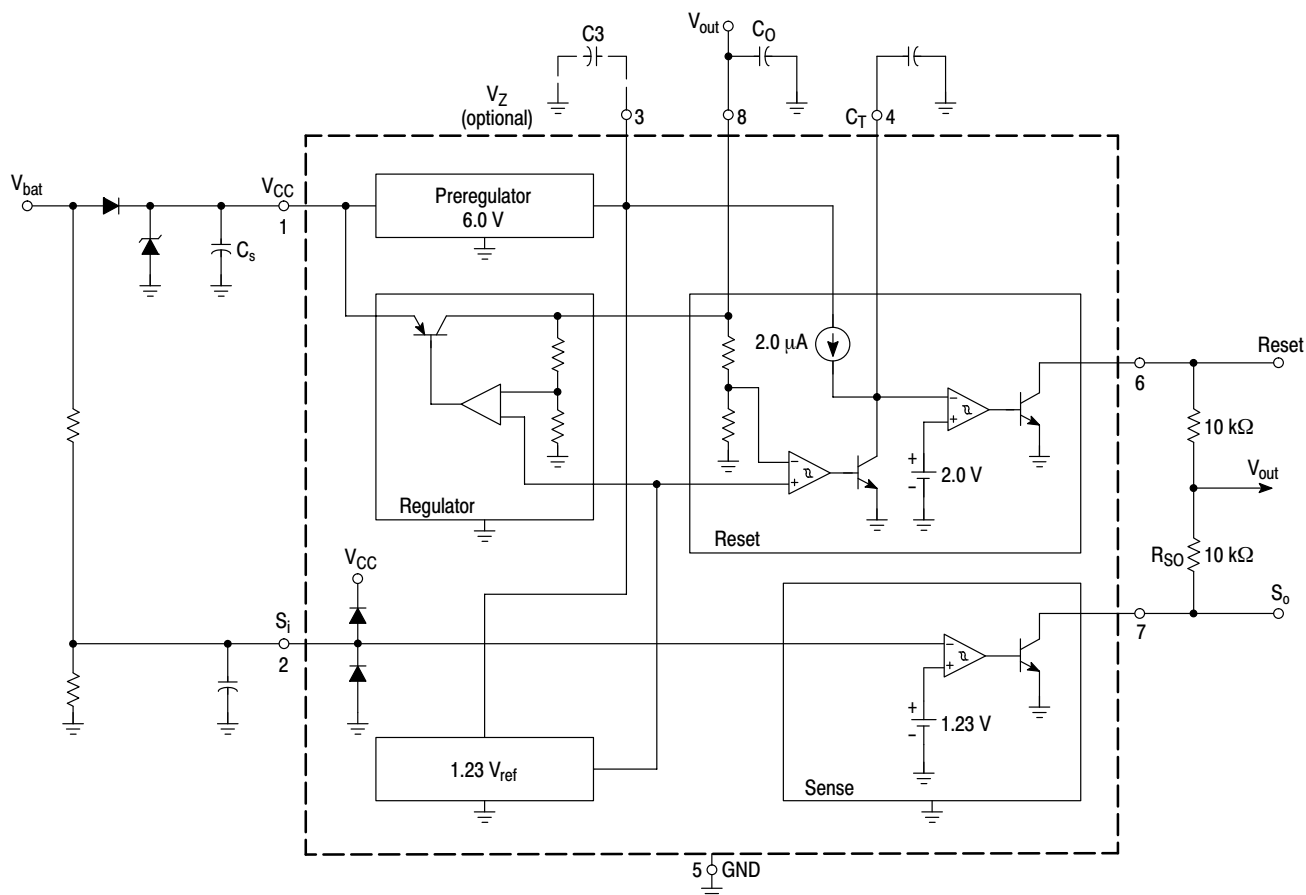 C3
Vout
CO
VZ
(optional)
3
8
CT
4
Vbat
VCC
1
Cs
Preregulator
6.0 V
Regulator
2.0 μA
2.0 V
Reset
6
Reset
10 kΩ
Vout
RSO
10 kΩ
So
7
VCC
Si
2
1.23 V
Sense
1.23 Vref
5
GND
+
-
+
-
-
+
-
+
-
+